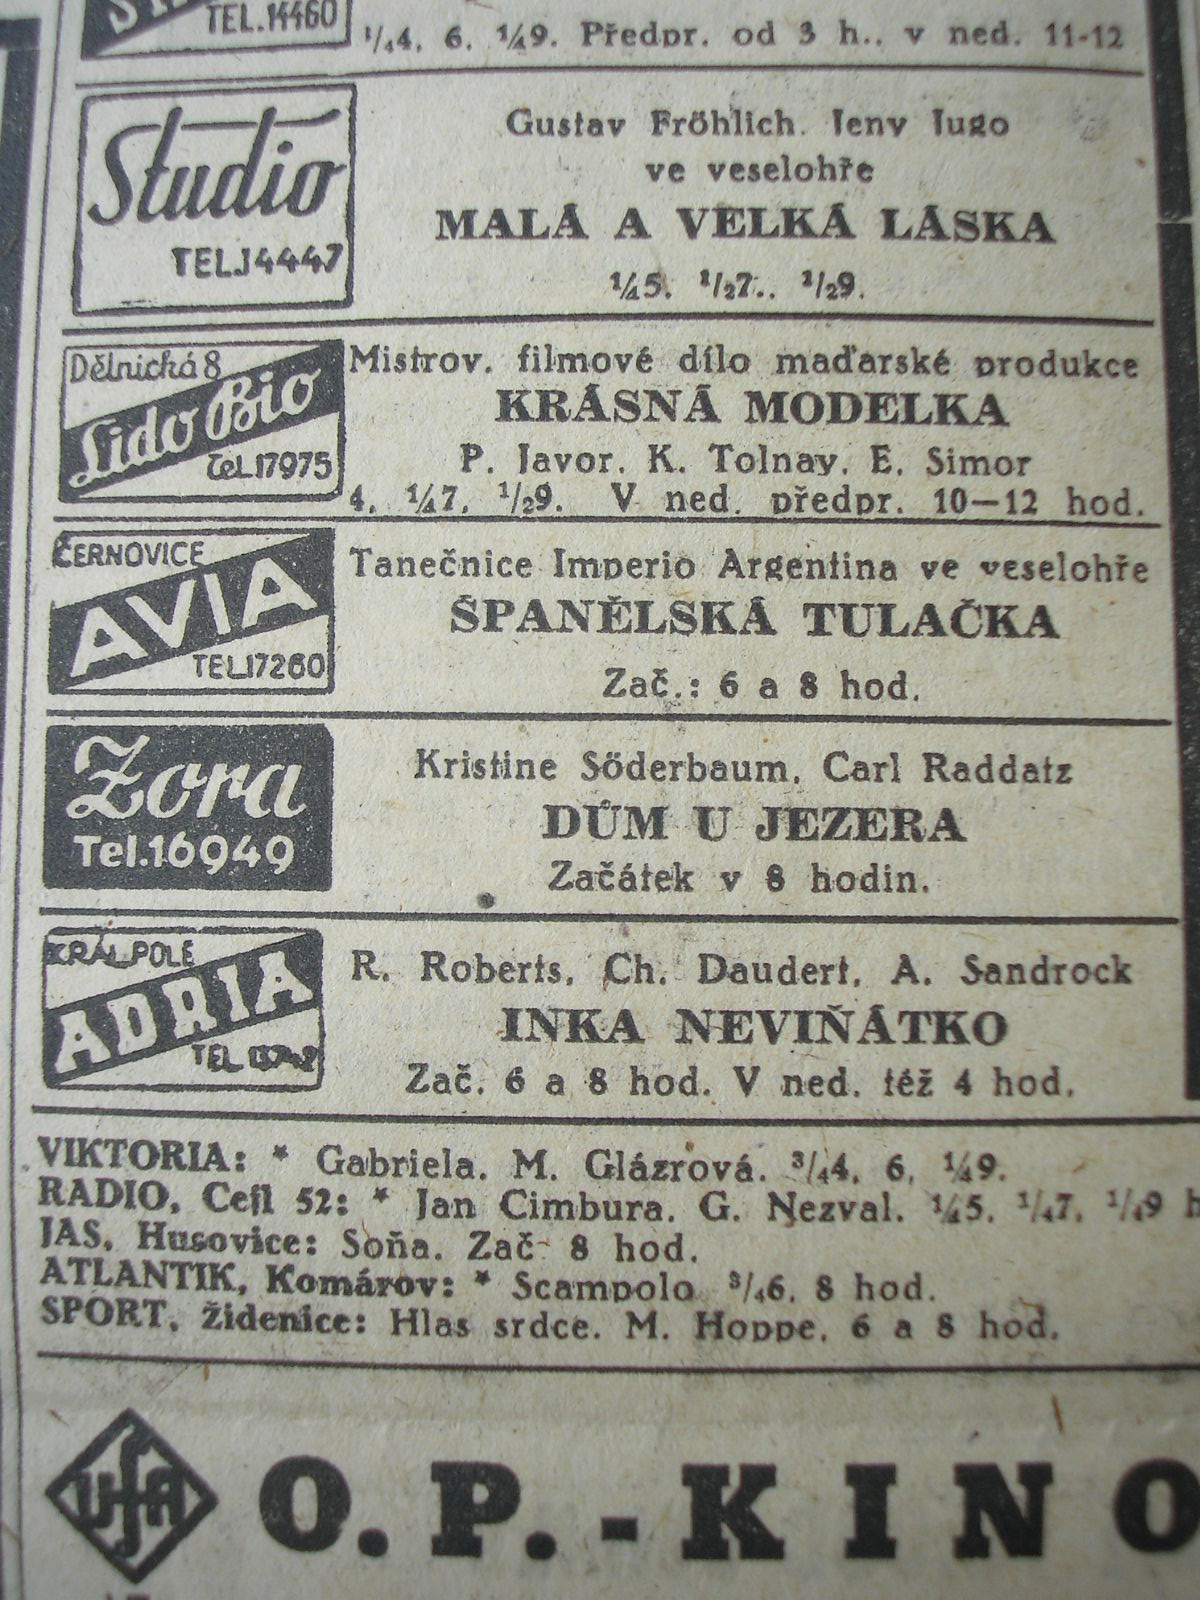 TEL.14460
¼4, 6, ¼9. Předpr. od 3 h., v ned. 11-12
Studio
TEL.14447
Gustav Fröhlich, Jeny Jugo
ve veselohře
MALÁ A VELKÁ LÁSKA
¼5, ½7., ½9.
Dělnická 8
Lido Bio
Tel.17975
Mistrov. filmové dílo maďarské produkce
KRÁSNÁ MODELKA
P. Javor, K. Tolnay, E. Simor
4, ¼7, ½9. V ned. předpr. 10—12 hod.
ČERNOVICE
AVIA
TEL.17260
Tanečnice Imperio Argentina ve veselohře
ŠPANĚLSKÁ TULAČKA
Zač.: 6 a 8 hod.
Zora
Tel.16949
Kristine Söderbaum, Carl Raddatz
DŮM U JEZERA
Začátek v 8 hodin.
KRÁL.POLE
ADRIA
TEL
R. Roberts, Ch. Daudert, A. Sandrock
INKA NEVIŇÁTKO
Zač. 6 a 8 hod. V ned. též 4 hod.
VIKTORIA: * Gabriela. M. Glázrová. ¾4, 6, ¼9.
RADIO, Cejl 52: * Jan Cimbura. G. Nezval. ¼5, ¼7, ¼9 h
JAS, Husovice: Soňa. Zač. 8 hod.
ATLANTIK, Komárov: * Scampolo ¾6, 8 hod.
SPORT, Židenice: Hlas srdce. M. Hoppe, 6 a 8 hod.
UFA
O. P. - KINO